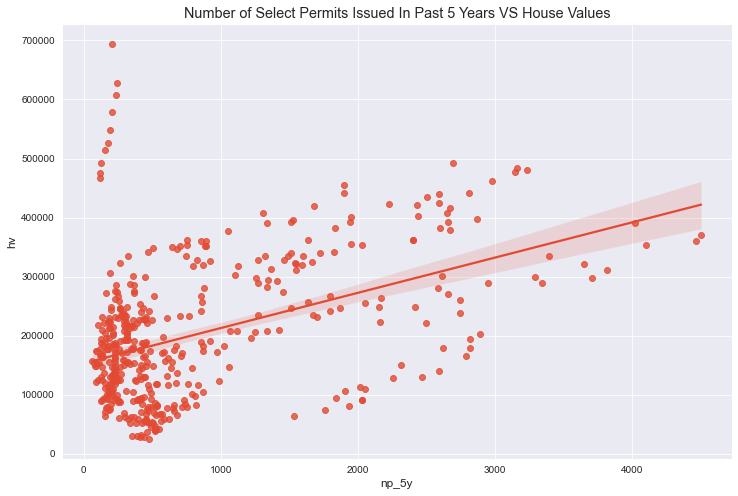 Number of Select Permits Issued In Past 5 Years VS House Values
700000
600000
500000
400000
300000
200000
100000
0
hv
0 1000 2000 3000 4000
np_5y